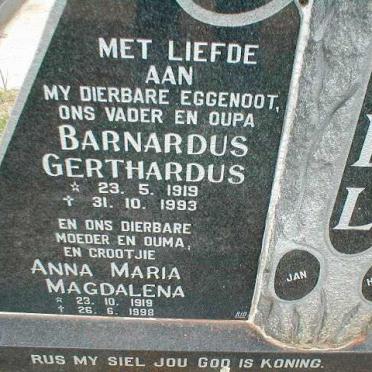 MET LIEFDE
AAN
MY DIERBARE EGGENOOT,
ONS VADER EN OUPA
BARNARDUS
GERTHARDUS
☆ 23. 5. 1919
✝ 31. 10. 1993
EN ONS DIERBARE
MOEDER EN OUMA,
EN CROOTJIE
ANNA MARIA
MAGDALENA
☆ 23. 10. 1919
✝ 26. 6. 1998
JAN
RUS MY SIEL JOU GOD IS KONING.